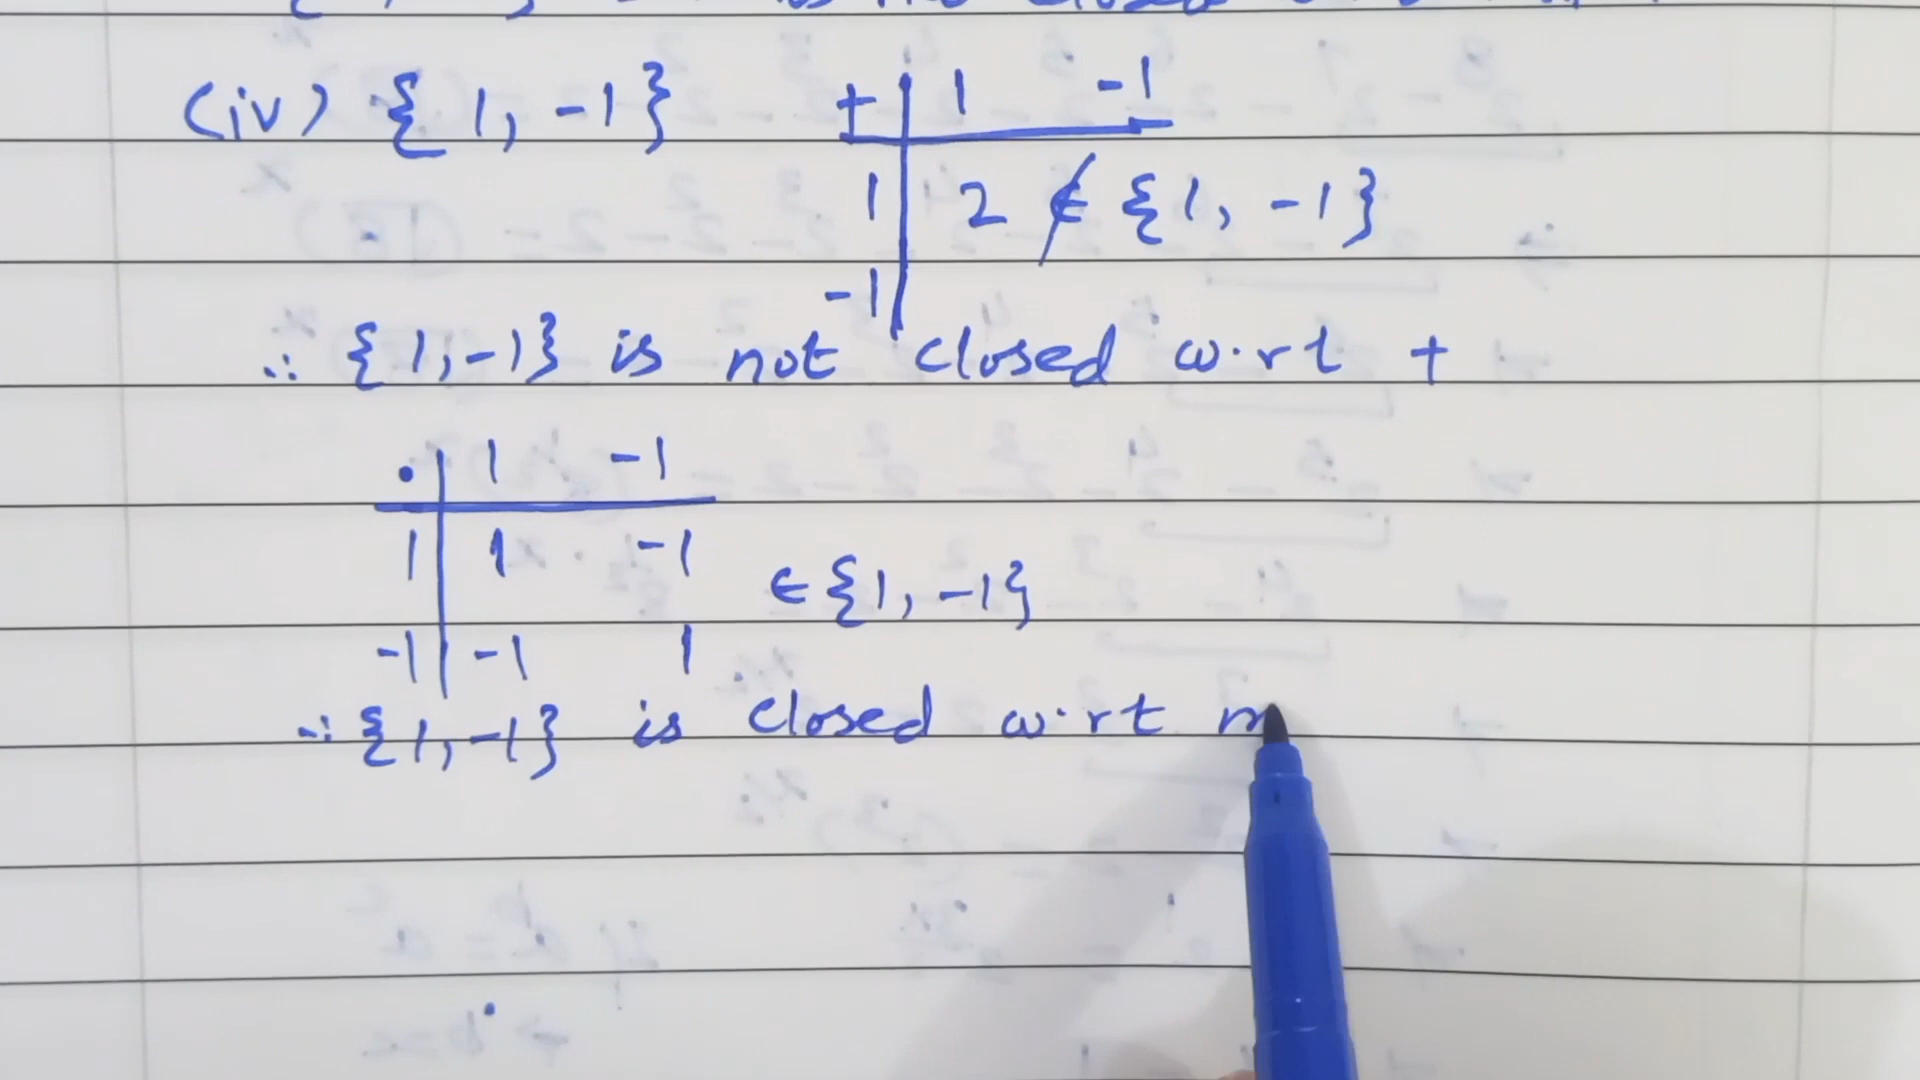 (iv) {1, -1} + 1 -1
1 2 ∉ {1, -1}
-1
∴ {1, -1} is not closed w.r.t +
· 1 -1
1 1 -1
∈ {1, -1}
-1 -1 1
∴ {1, -1} is closed w.r.t m